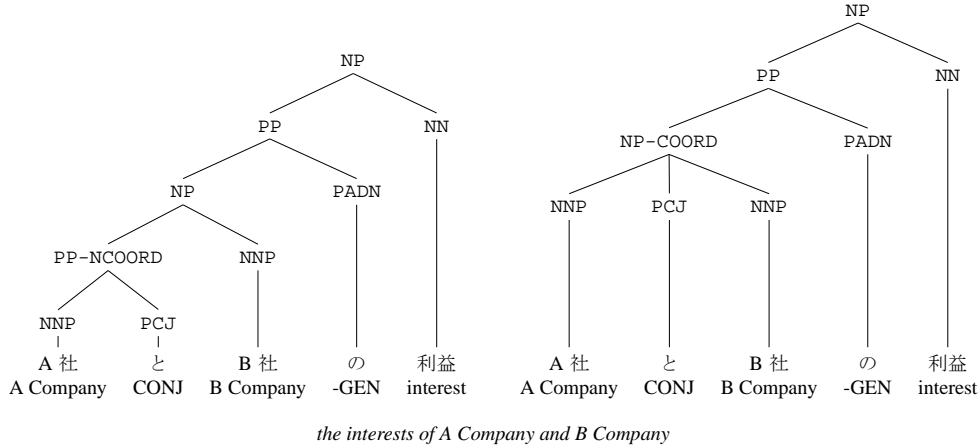 NP
NP
PP
NN
PP
NN
NP-COORD
PADN
NP
PADN
NNP
PCJ
NNP
PP-NCOORD
NNP
NNP
PCJ
A 社 と B 社 の 利益
A Company CONJ B Company -GEN interest
A 社 と B 社 の 利益
A Company CONJ B Company -GEN interest
the interests of A Company and B Company